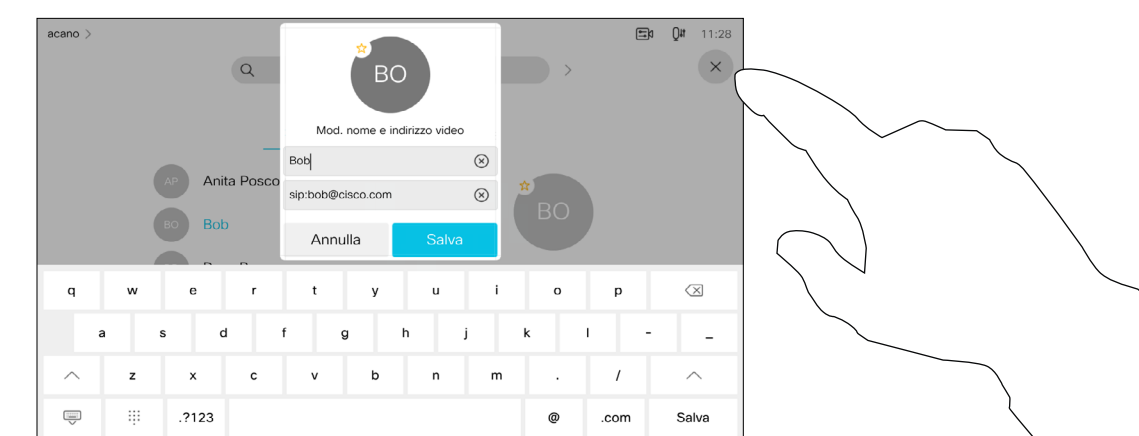 acano >
11:28
BO
Mod. nome e indirizzo video
Bob
sip:bob@cisco.com
Annulla Salva
AP Anita Posco
BO Bob
BO
q w e r t y u i o p
a s d f g h j k l - _
z x c v b n m . /
.?123 @ .com Salva